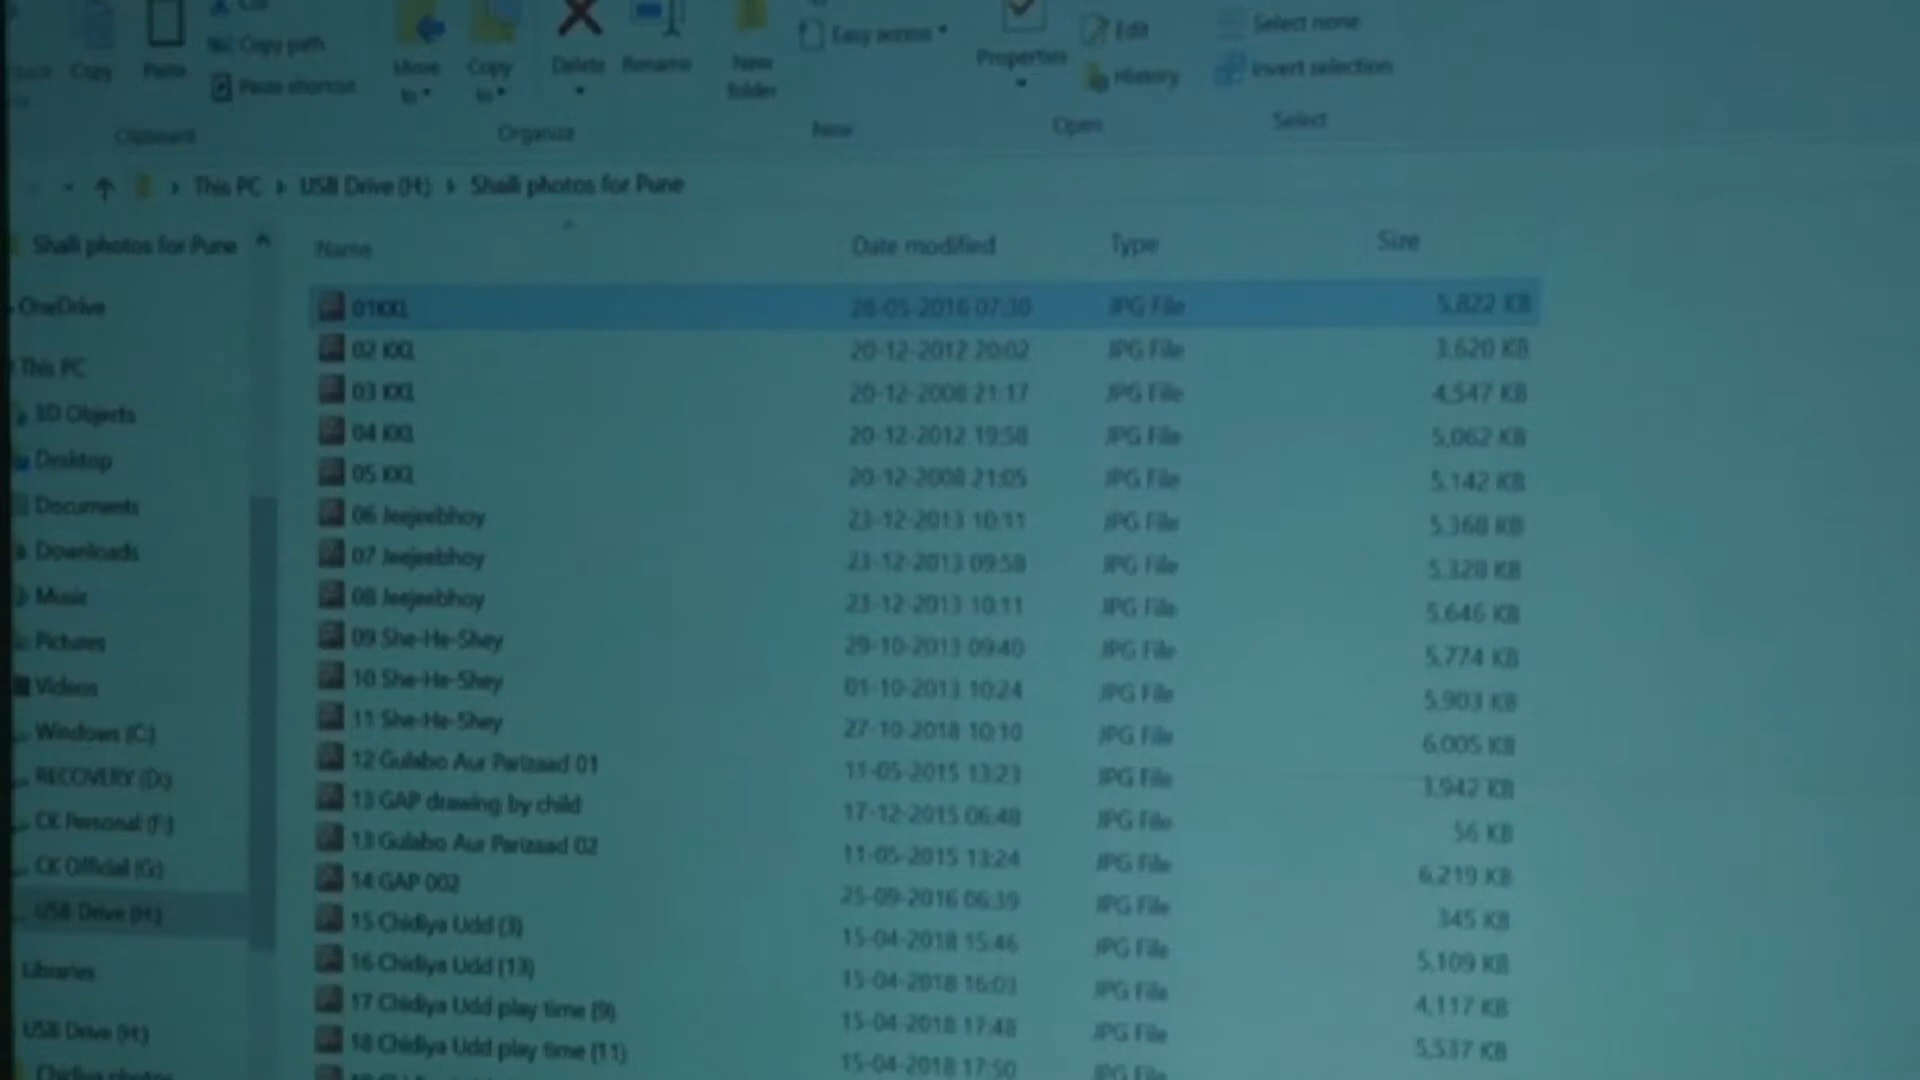 Copy Paste Copy path
Paste shortcut
Move to Copy to Delete Rename New folder
Easy access
Properties Edit
History
Select none
Invert selection
Clipboard Organize New Open Select
This PC > USB Drive (H:) > Shaili photos for Pune
Name Date modified Type Size
01KKL 28-05-2016 07:30 JPG File 5,822 KB
02 KKL 20-12-2012 20:02 JPG File 3,620 KB
03 KKL 20-12-2008 21:17 JPG File 4,547 KB
04 KKL 20-12-2012 19:58 JPG File 5,062 KB
05 KKL 20-12-2008 21:05 JPG File 5,142 KB
06 Jeejeebhoy 23-12-2013 10:11 JPG File 5,368 KB
07 Jeejeebhoy 23-12-2013 09:58 JPG File 5,328 KB
08 Jeejeebhoy 23-12-2013 10:11 JPG File 5,646 KB
09 She-He-Shey 29-10-2013 09:40 JPG File 5,774 KB
10 She-He-Shey 01-10-2013 10:24 JPG File 5,903 KB
11 She-He-Shey 27-10-2018 10:10 JPG File 6,005 KB
12 Gulabo Aur Parizaad 01 11-05-2015 13:23 JPG File 3,942 KB
13 GAP drawing by child 17-12-2015 06:48 JPG File 56 KB
13 Gulabo Aur Parizaad 02 11-05-2015 13:24 JPG File 6,219 KB
14 GAP 002 25-09-2016 06:39 JPG File 345 KB
15 Chidiya Udd (3) 15-04-2018 15:46 JPG File 5,109 KB
16 Chidiya Udd (13) 15-04-2018 16:03 JPG File 4,117 KB
17 Chidiya Udd play time (9) 15-04-2018 17:48 JPG File 5,537 KB
18 Chidiya Udd play time (11) 15-04-2018 17:50 JPG File
Shaili photos for Pune
OneDrive
This PC
3D Objects
Desktop
Documents
Downloads
Music
Pictures
Videos
Windows (C:)
RECOVERY (D:)
CK Personal (F:)
CK Official (G:)
USB Drive (H:)
Libraries
USB Drive (H:)
Chidiya photos